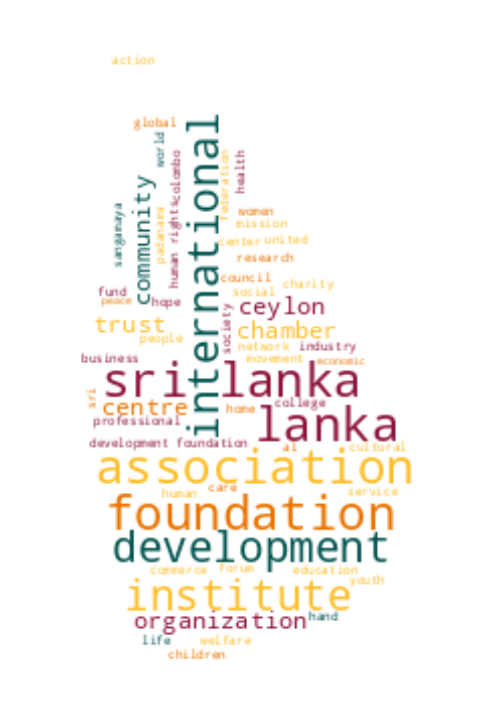 action
global
world
international
colombo
federation
health
community
sangamaya
padanama
human rights
women
mission
center
united
research
council
charity
fund
social
peace
hope
ceylon
society
trust
chamber
people
network
industry
business
movement
economic
sri lanka
sri
centre
home
college
professional
lanka
development foundation
al
cultural
association
human
care
service
foundation
development
commerce
forum
education
youth
institute
organization
hand
life
welfare
children